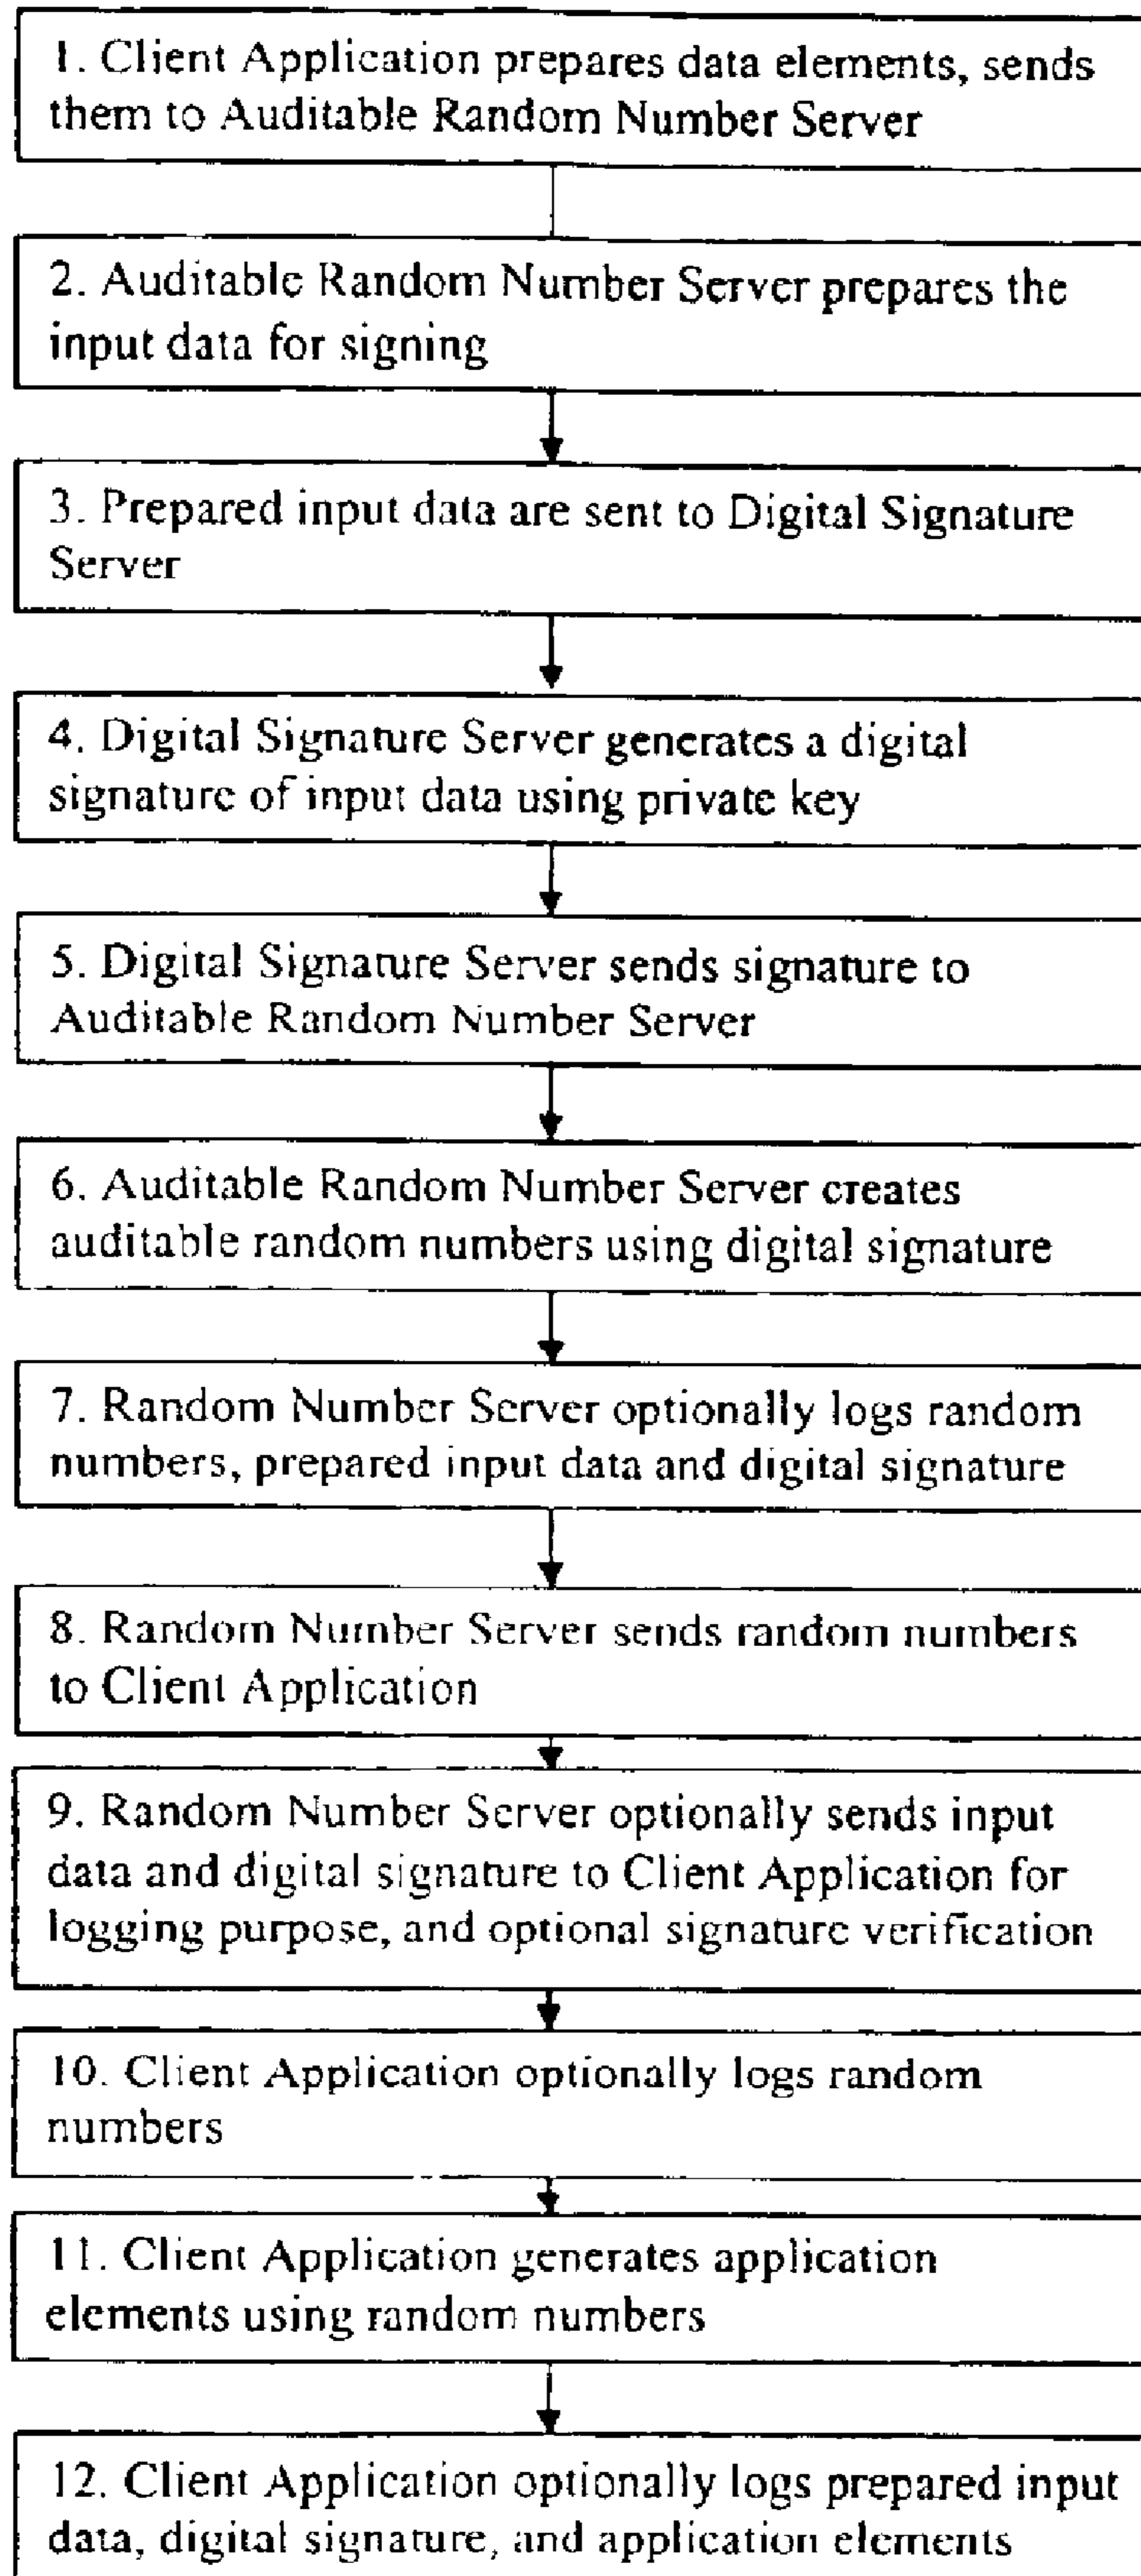 1. Client Application prepares data elements, sends
them to Auditable Random Number Server
2. Auditable Random Number Server prepares the
input data for signing
3. Prepared input data are sent to Digital Signature
Server
4. Digital Signature Server generates a digital
signature of input data using private key
5. Digital Signature Server sends signature to
Auditable Random Number Server
6. Auditable Random Number Server creates
auditable random numbers using digital signature
7. Random Number Server optionally logs random
numbers, prepared input data and digital signature
8. Random Number Server sends random numbers
to Client Application
9. Random Number Server optionally sends input
data and digital signature to Client Application for
logging purpose, and optional signature verification
10. Client Application optionally logs random
numbers
11. Client Application generates application
elements using random numbers
12. Client Application optionally logs prepared input
data, digital signature, and application elements